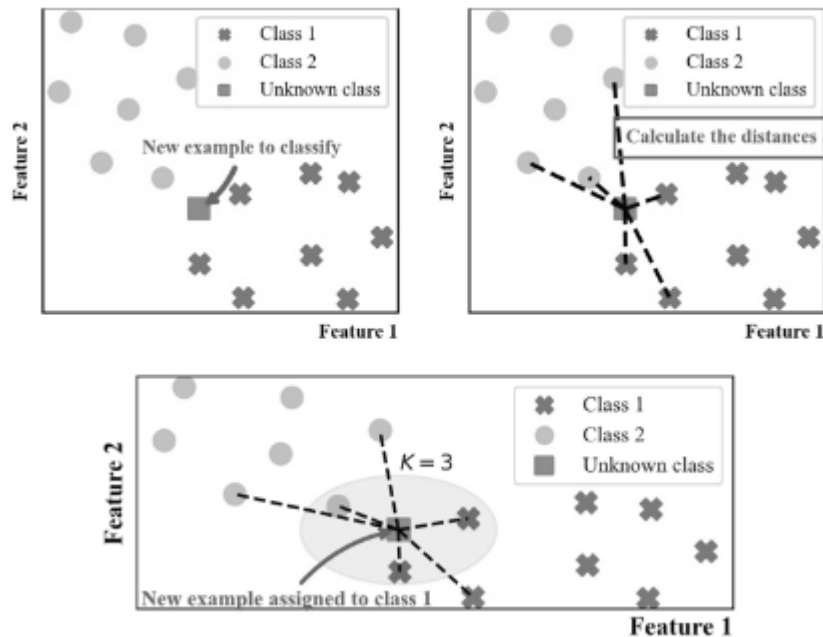 Class 1
Class 2
Unknown class
New example to classify
Feature 2
Feature 1
Class 1
Class 2
Unknown class
Calculate the distances
Feature 2
Feature 1
Class 1
Class 2
Unknown class
K = 3
New example assigned to class 1
Feature 2
Feature 1